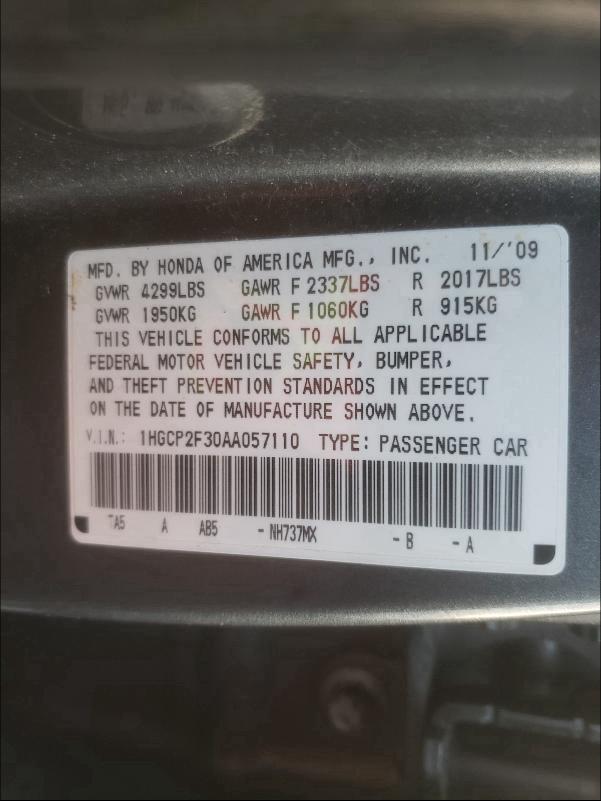 MFD. BY HONDA OF AMERICA MFG., INC. 11/'09
GVWR 4299LBS GAWR F 2337LBS R 2017LBS
GVWR 1950KG GAWR F 1060KG R 915KG
THIS VEHICLE CONFORMS TO ALL APPLICABLE
FEDERAL MOTOR VEHICLE SAFETY, BUMPER,
AND THEFT PREVENTION STANDARDS IN EFFECT
ON THE DATE OF MANUFACTURE SHOWN ABOVE.
V.I.N.: 1HGCP2F30AA057110 TYPE: PASSENGER CAR
TA5 A AB5 - NH737MX - B - A